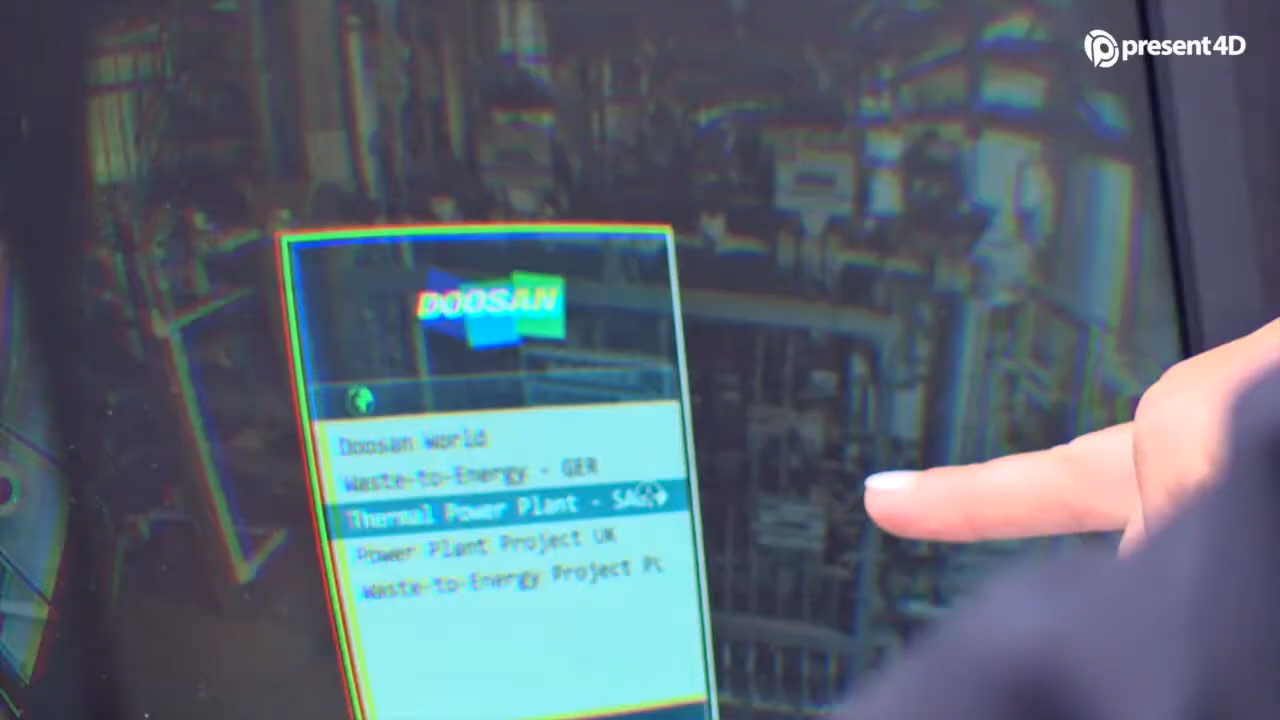 present4D
DOOSAN
Doosan World
Waste-to-Energy - GER
Thermal Power Plant -
Power Plant Project UK
Waste-to-Energy Project